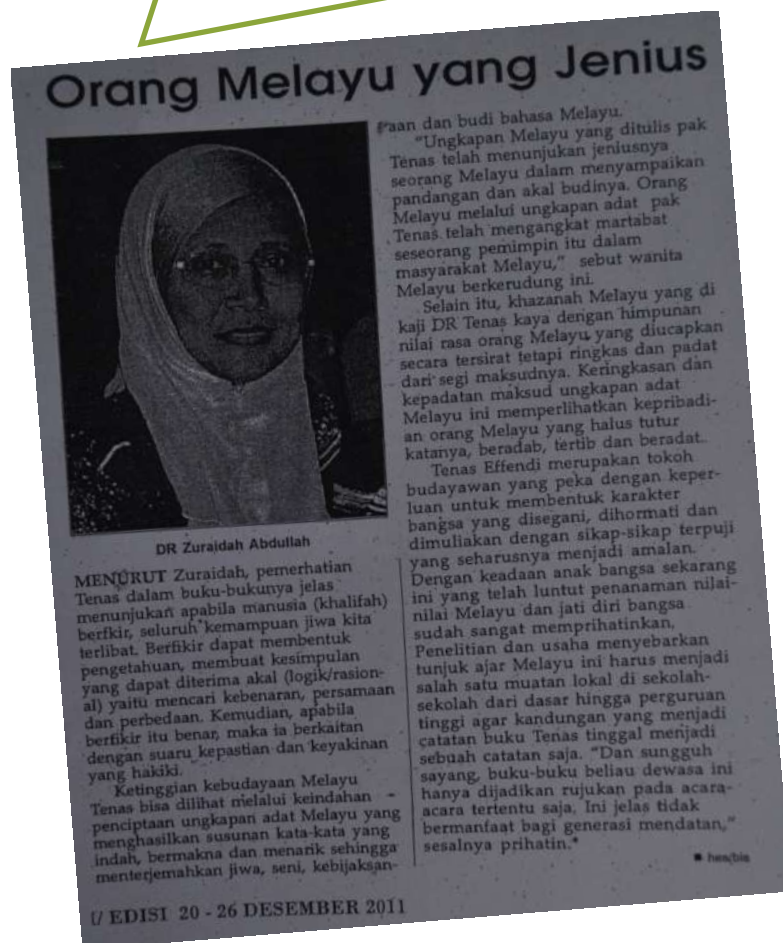 Orang Melayu yang Jenius
DR Zuraidah Abdullah
MENURUT Zuraidah, pemerhatian
Tenas dalam buku-bukunya jelas
menunjukan apabila manusia (khalifah)
berfkir, seluruh kemampuan jiwa kita
terlibat. Berfikir dapat membentuk
pengetahuan, membuat kesimpulan
yang dapat diterima akal (logik/rasion-
al) yaitu mencari kebenaran, persamaan
dan perbedaan. Kemudian, apabila
berfikir itu benar, maka ia berkaitan
dengan suaru kepastian dan keyakinan
yang hakiki.
Ketinggian kebudayaan Melayu
Tenas bisa dilihat melalui keindahan
penciptaan ungkapan adat Melayu yang
menghasilkan susunan kata-kata yang
indah, bermakna dan menarik sehingga
menterjemahkan jiwa, seni, kebijaksan-
aan dan budi bahasa Melayu.
"Ungkapan Melayu yang ditulis pak
Tenas telah menunjukan jeniusnya
seorang Melayu dalam menyampaikan
pandangan dan akal budinya. Orang
Melayu melalui ungkapan adat pak
Tenas telah mengangkat martabat
seseorang pemimpin itu dalam
masyarakat Melayu," sebut wanita
Melayu berkerudung ini.
Selain itu, khazanah Melayu yang di
kaji DR Tenas kaya dengan himpunan
nilai rasa orang Melayu yang diucapkan
secara tersirat tetapi ringkas dan padat
dari segi maksudnya. Keringkasan dan
kepadatan maksud ungkapan adat
Melayu ini memperlihatkan kepribadi-
an orang Melayu yang halus tutur
katanya, beradab, tertib dan beradat.
Tenas Effendi merupakan tokoh
budayawan yang peka dengan keper-
luan untuk membentuk karakter
bangsa yang disegani, dihormati dan
dimuliakan dengan sikap-sikap terpuji
yang seharusnya menjadi amalan.
Dengan keadaan anak bangsa sekarang
ini yang telah luntut penanaman nilai-
nilai Melayu dan jati diri bangsa
sudah sangat memprihatinkan.
Penelitian dan usaha menyebarkan
tunjuk ajar Melayu ini harus menjadi
salah satu muatan lokal di sekolah-
sekolah dari dasar hingga perguruan
tinggi agar kandungan yang menjadi
catatan buku Tenas tinggal menjadi
sebuah catatan saja. "Dan sungguh
sayang, buku-buku beliau dewasa ini
hanya dijadikan rujukan pada acara-
acara tertentu saja. Ini jelas tidak
bermanfaat bagi generasi mendatan,"
sesalnya prihatin.*
■ hes/bis
/ EDISI 20 - 26 DESEMBER 2011